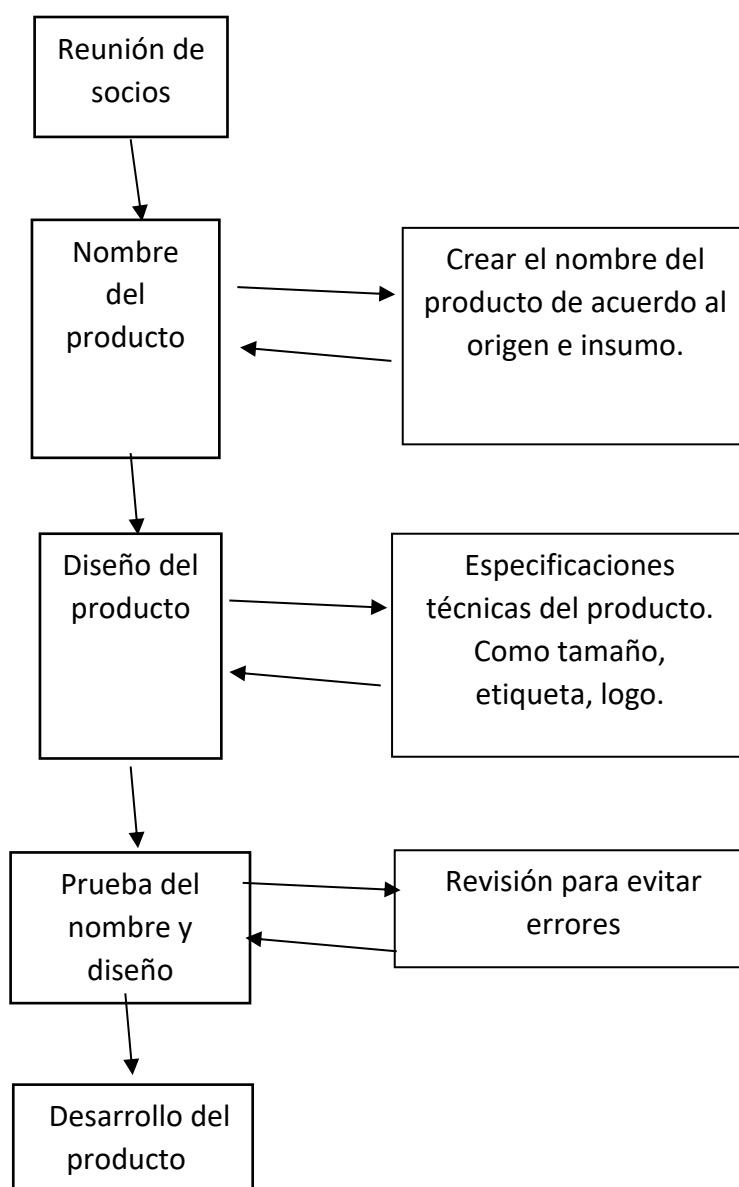 Reunión de
socios
Nombre
del
producto
Crear el nombre del
producto de acuerdo al
origen e insumo.
Diseño del
producto
Especificaciones
técnicas del producto.
Como tamaño,
etiqueta, logo.
Prueba del
nombre y
diseño
Revisión para evitar
errores
Desarrollo del
producto